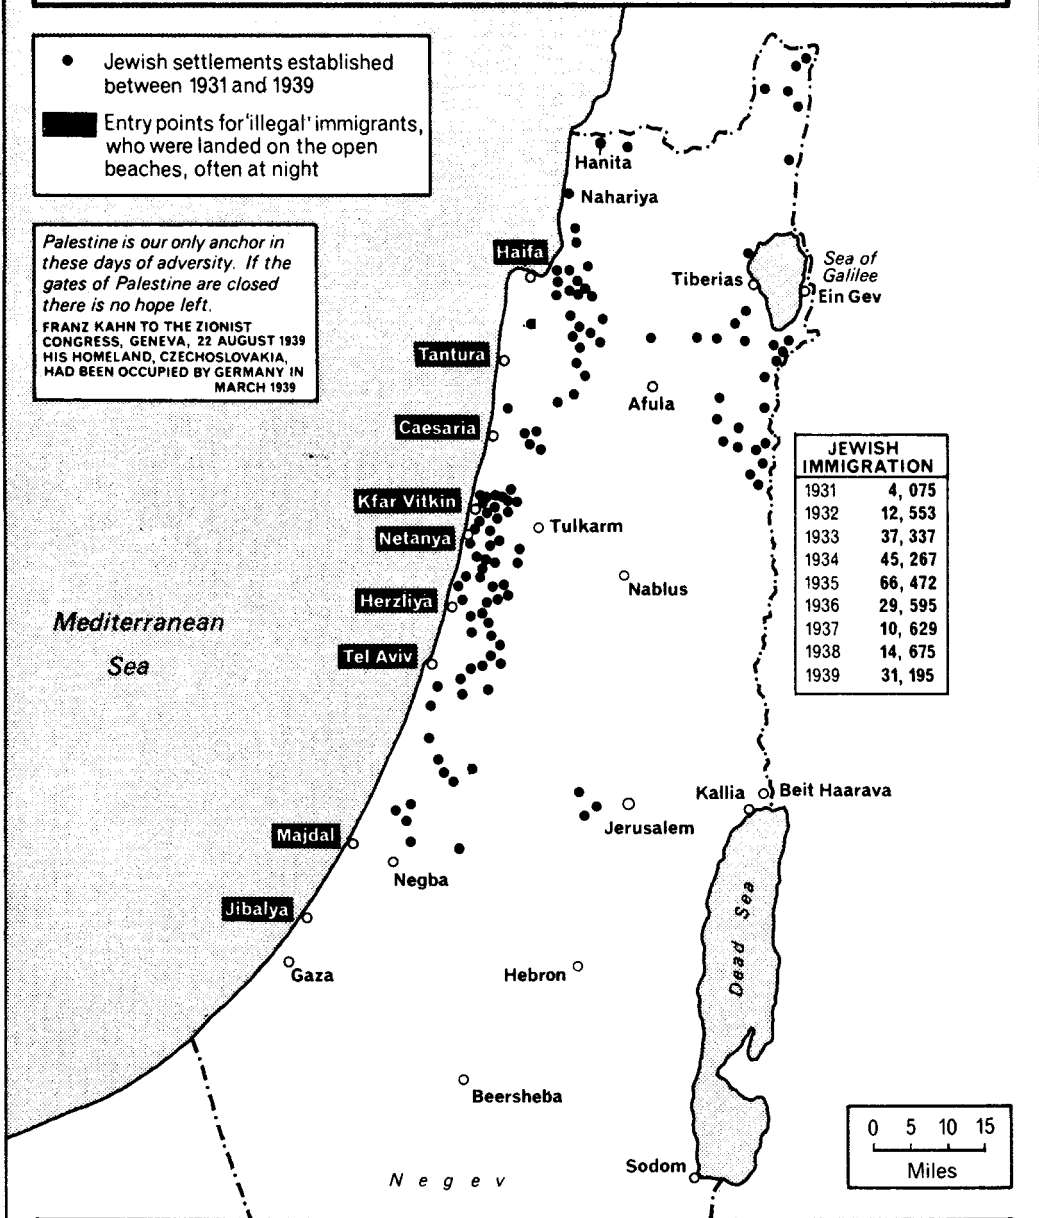 Jewish settlements established
between 1931 and 1939
Entry points for 'illegal' immigrants,
who were landed on the open
beaches, often at night
Palestine is our only anchor in
these days of adversity. If the
gates of Palestine are closed
there is no hope left.
FRANZ KAHN TO THE ZIONIST
CONGRESS, GENEVA, 22 AUGUST 1939
HIS HOMELAND, CZECHOSLOVAKIA,
HAD BEEN OCCUPIED BY GERMANY IN
MARCH 1939
Hanita
Nahariya
Haifa
Sea of
Galilee
Tiberias
Ein Gev
Tantura
Afula
Caesaria
JEWISH
IMMIGRATION
1931 4,075
1932 12,553
1933 37,337
1934 45,267
1935 66,472
1936 29,595
1937 10,629
1938 14,675
1939 31,195
Kfar Vitkin
Tulkarm
Netanya
Nablus
Herzliya
Mediterranean
Sea
Tel Aviv
Kallia
Beit Haarava
Jerusalem
Majdal
Negba
Jibalya
Dead Sea
Gaza
Hebron
Beersheba
Negev
Sodom
0 5 10 15
Miles